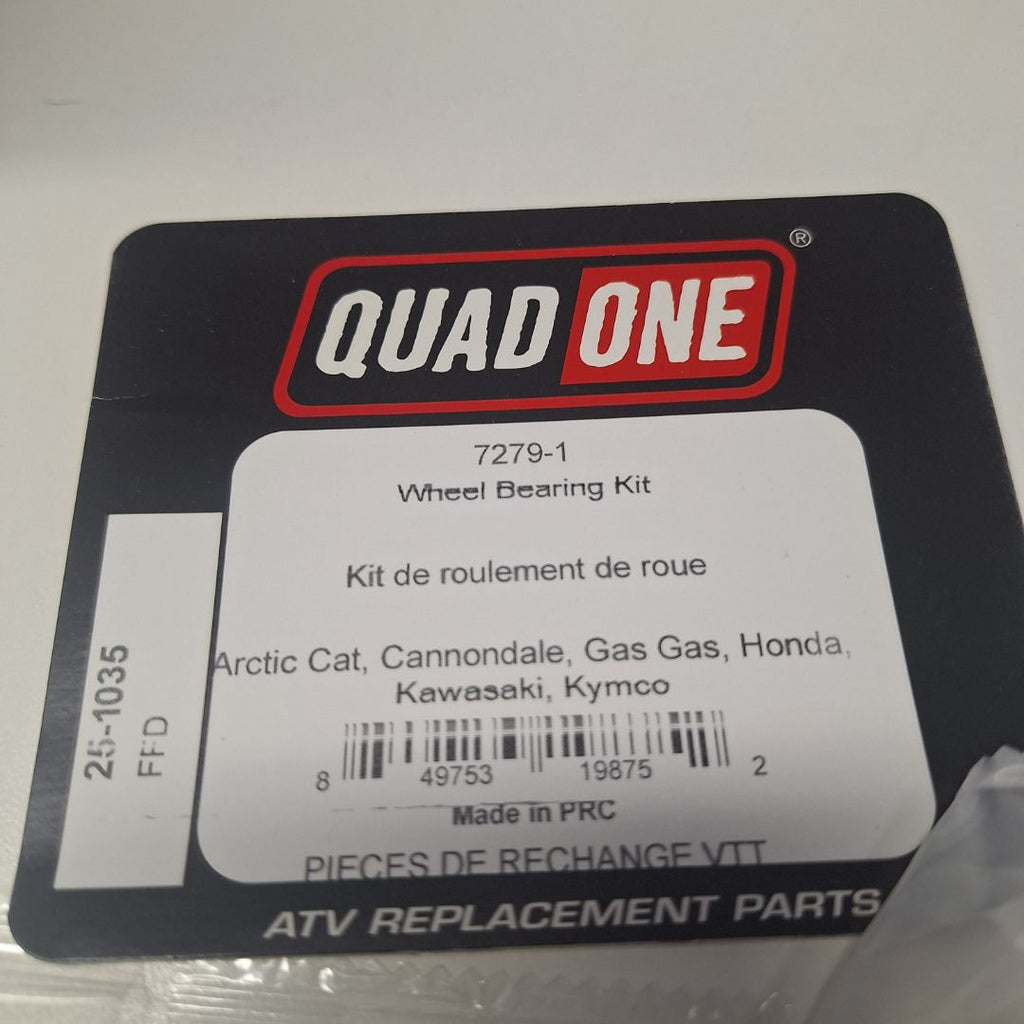 QUAD ONE ®
7279-1
Wheel Bearing Kit
Kit de roulement de roue
Arctic Cat, Cannondale, Gas Gas, Honda,
Kawasaki, Kymco
8 49753 19875 2
Made in PRC
PIECES DE RECHANGE VTT
ATV REPLACEMENT PARTS
25-1035
FFD